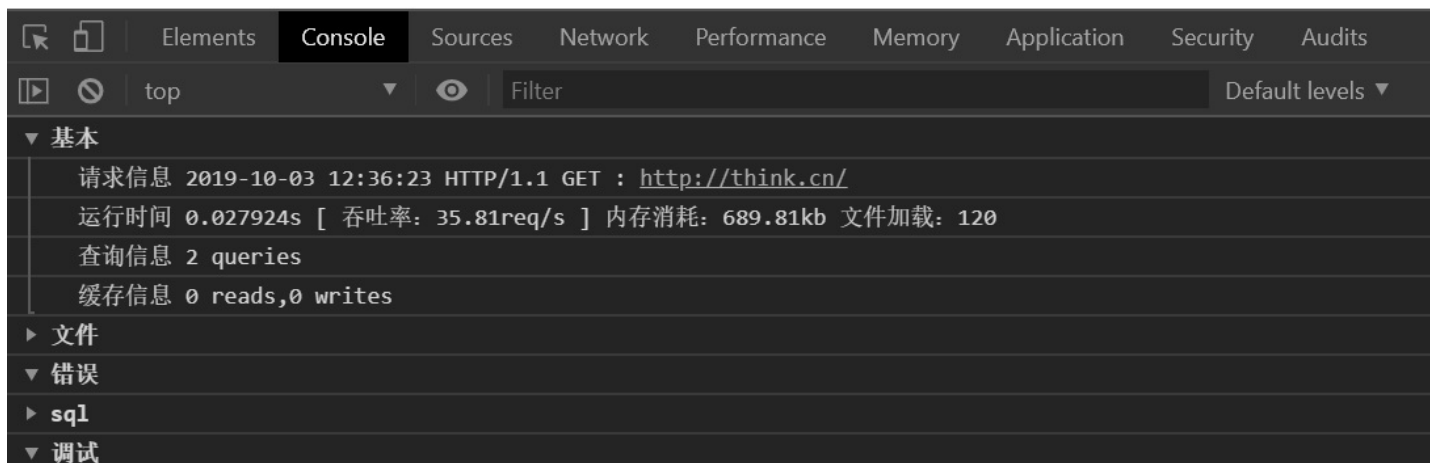 Elements Console Sources Network Performance Memory Application Security Audits
top Filter Default levels
基本
请求信息 2019-10-03 12:36:23 HTTP/1.1 GET : http://think.cn/
运行时间 0.027924s [ 吞吐率：35.81req/s ] 内存消耗：689.81kb 文件加载：120
查询信息 2 queries
缓存信息 0 reads,0 writes
文件
错误
sql
调试